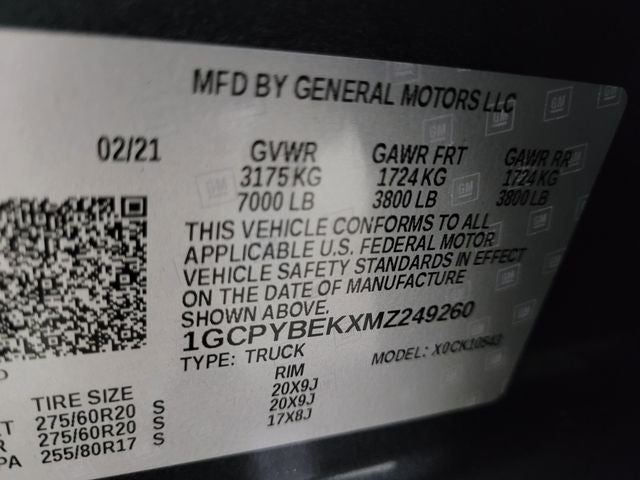 MFD BY GENERAL MOTORS LLC
02/21 GVWR GAWR FRT GAWR RR
3175 KG 1724 KG 1724 KG
7000 LB 3800 LB 3800 LB
THIS VEHICLE CONFORMS TO ALL
APPLICABLE U.S. FEDERAL MOTOR
VEHICLE SAFETY STANDARDS IN EFFECT
ON THE DATE OF MANUFACTURE
SHOWN ABOVE.
1GCPYBEKXMZ249260
TYPE: TRUCK MODEL: X0CK10543
TIRE SIZE RIM
T 275/60R20 S 20X9J
R 275/60R20 S 20X9J
PA 255/80R17 S 17X8J